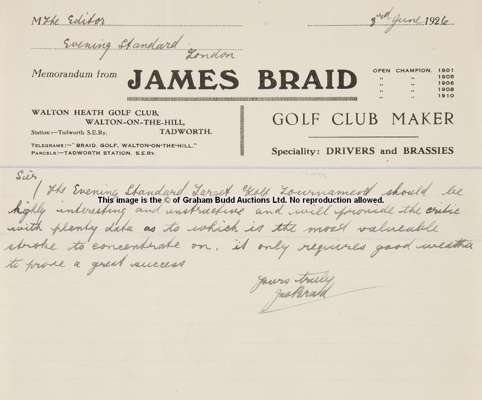 M The Editor 3rd June 1926
Evening Standard
London
Memorandum from JAMES BRAID OPEN CHAMPION, 1901
" " 1905
" " 1906
" " 1908
" " 1910
WALTON HEATH GOLF CLUB,
WALTON-ON-THE-HILL,
Station:—Tadworth S.E.Ry. TADWORTH.
TELEGRAMS:—"BRAID, GOLF, WALTON-ON-THE-HILL."
PARCELS:—TADWORTH STATION, S.E.Ry.
GOLF CLUB MAKER
Speciality: DRIVERS and BRASSIES
Sir
The Evening Standard Target Golf Tournament should be
This image is the © of Graham Budd Auctions Ltd. No reproduction allowed.
highly interesting and instructive and will provide the critic
with plenty data as to which is the most valuable
stroke to concentrate on. it only requires good weather
to prove a great success
Yours truly
Jas Braid